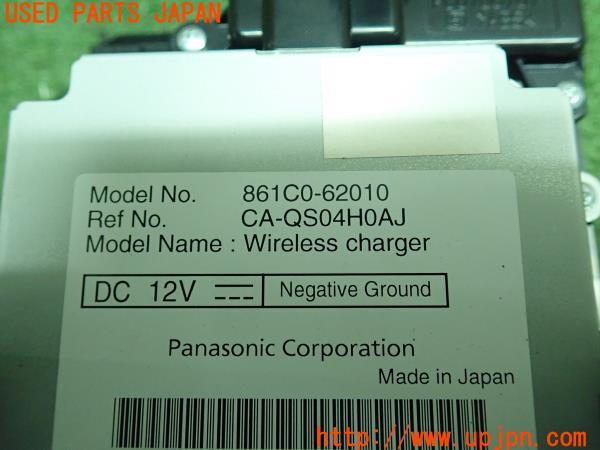 USED PARTS JAPAN
Model No. 861C0-62010
Ref No. CA-QS04H0AJ
Model Name : Wireless charger
DC 12V Negative Ground
Panasonic Corporation
Made in Japan
http://www.upjpn.com